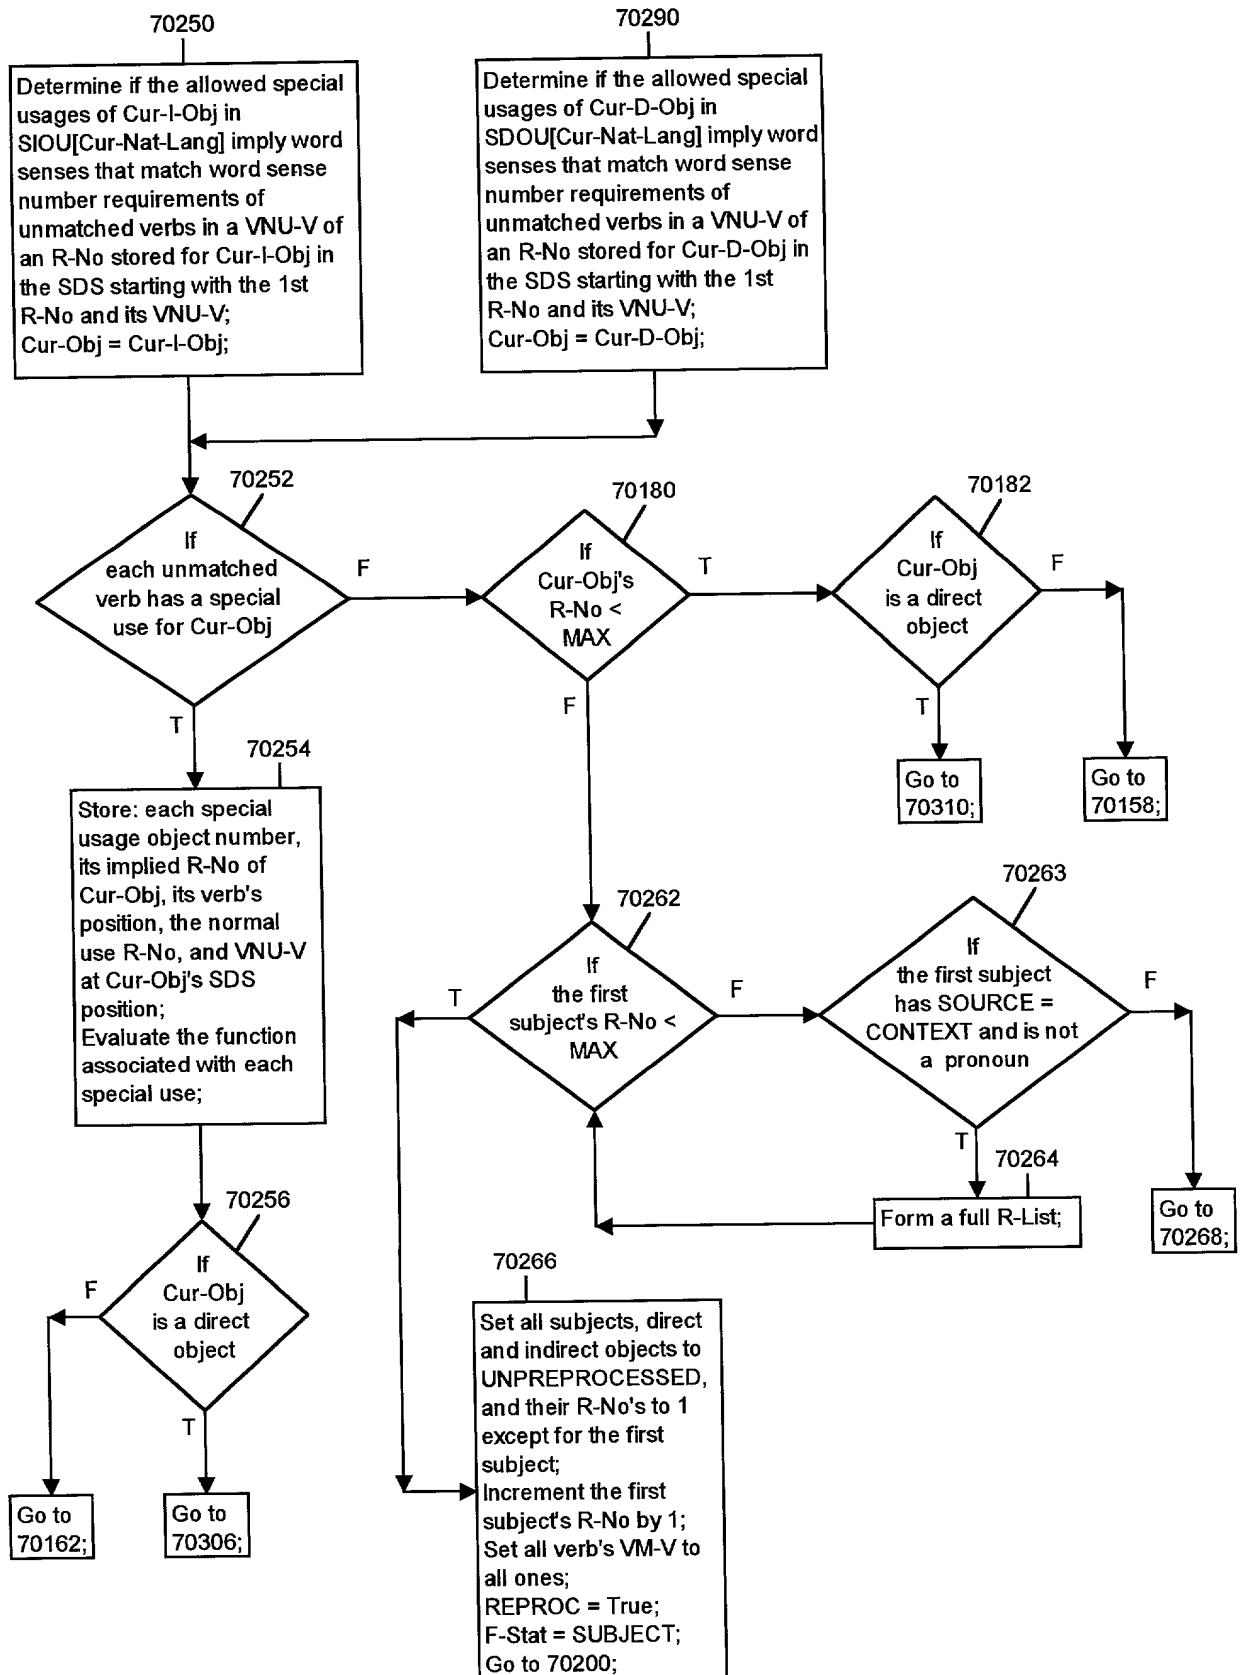 70250
Determine if the allowed special
usages of Cur-I-Obj in
SIOU[Cur-Nat-Lang] imply word
senses that match word sense
number requirements of
unmatched verbs in a VNU-V of
an R-No stored for Cur-I-Obj in
the SDS starting with the 1st
R-No and its VNU-V;
Cur-Obj = Cur-I-Obj;
70290
Determine if the allowed special
usages of Cur-D-Obj in
SDOU[Cur-Nat-Lang] imply word
senses that match word sense
number requirements of
unmatched verbs in a VNU-V of
an R-No stored for Cur-D-Obj in
the SDS starting with the 1st
R-No and its VNU-V;
Cur-Obj = Cur-D-Obj;
70252
If
each unmatched
verb has a special
use for Cur-Obj
F
T
70180
If
Cur-Obj's
R-No <
MAX
T
F
70182
If
Cur-Obj
is a direct
object
F
T
Go to
70310;
Go to
70158;
70254
Store: each special
usage object number,
its implied R-No of
Cur-Obj, its verb's
position, the normal
use R-No, and VNU-V
at Cur-Obj's SDS
position;
Evaluate the function
associated with each
special use;
70262
If
the first
subject's R-No <
MAX
T
F
70263
If
the first subject
has SOURCE =
CONTEXT and is not
a pronoun
F
T
70264
Form a full R-List;
Go to
70268;
70256
If
Cur-Obj
is a direct
object
F
T
Go to
70162;
Go to
70306;
70266
Set all subjects, direct
and indirect objects to
UNPREPROCESSED,
and their R-No's to 1
except for the first
subject;
Increment the first
subject's R-No by 1;
Set all verb's VM-V to
all ones;
REPROC = True;
F-Stat = SUBJECT;
Go to 70200;